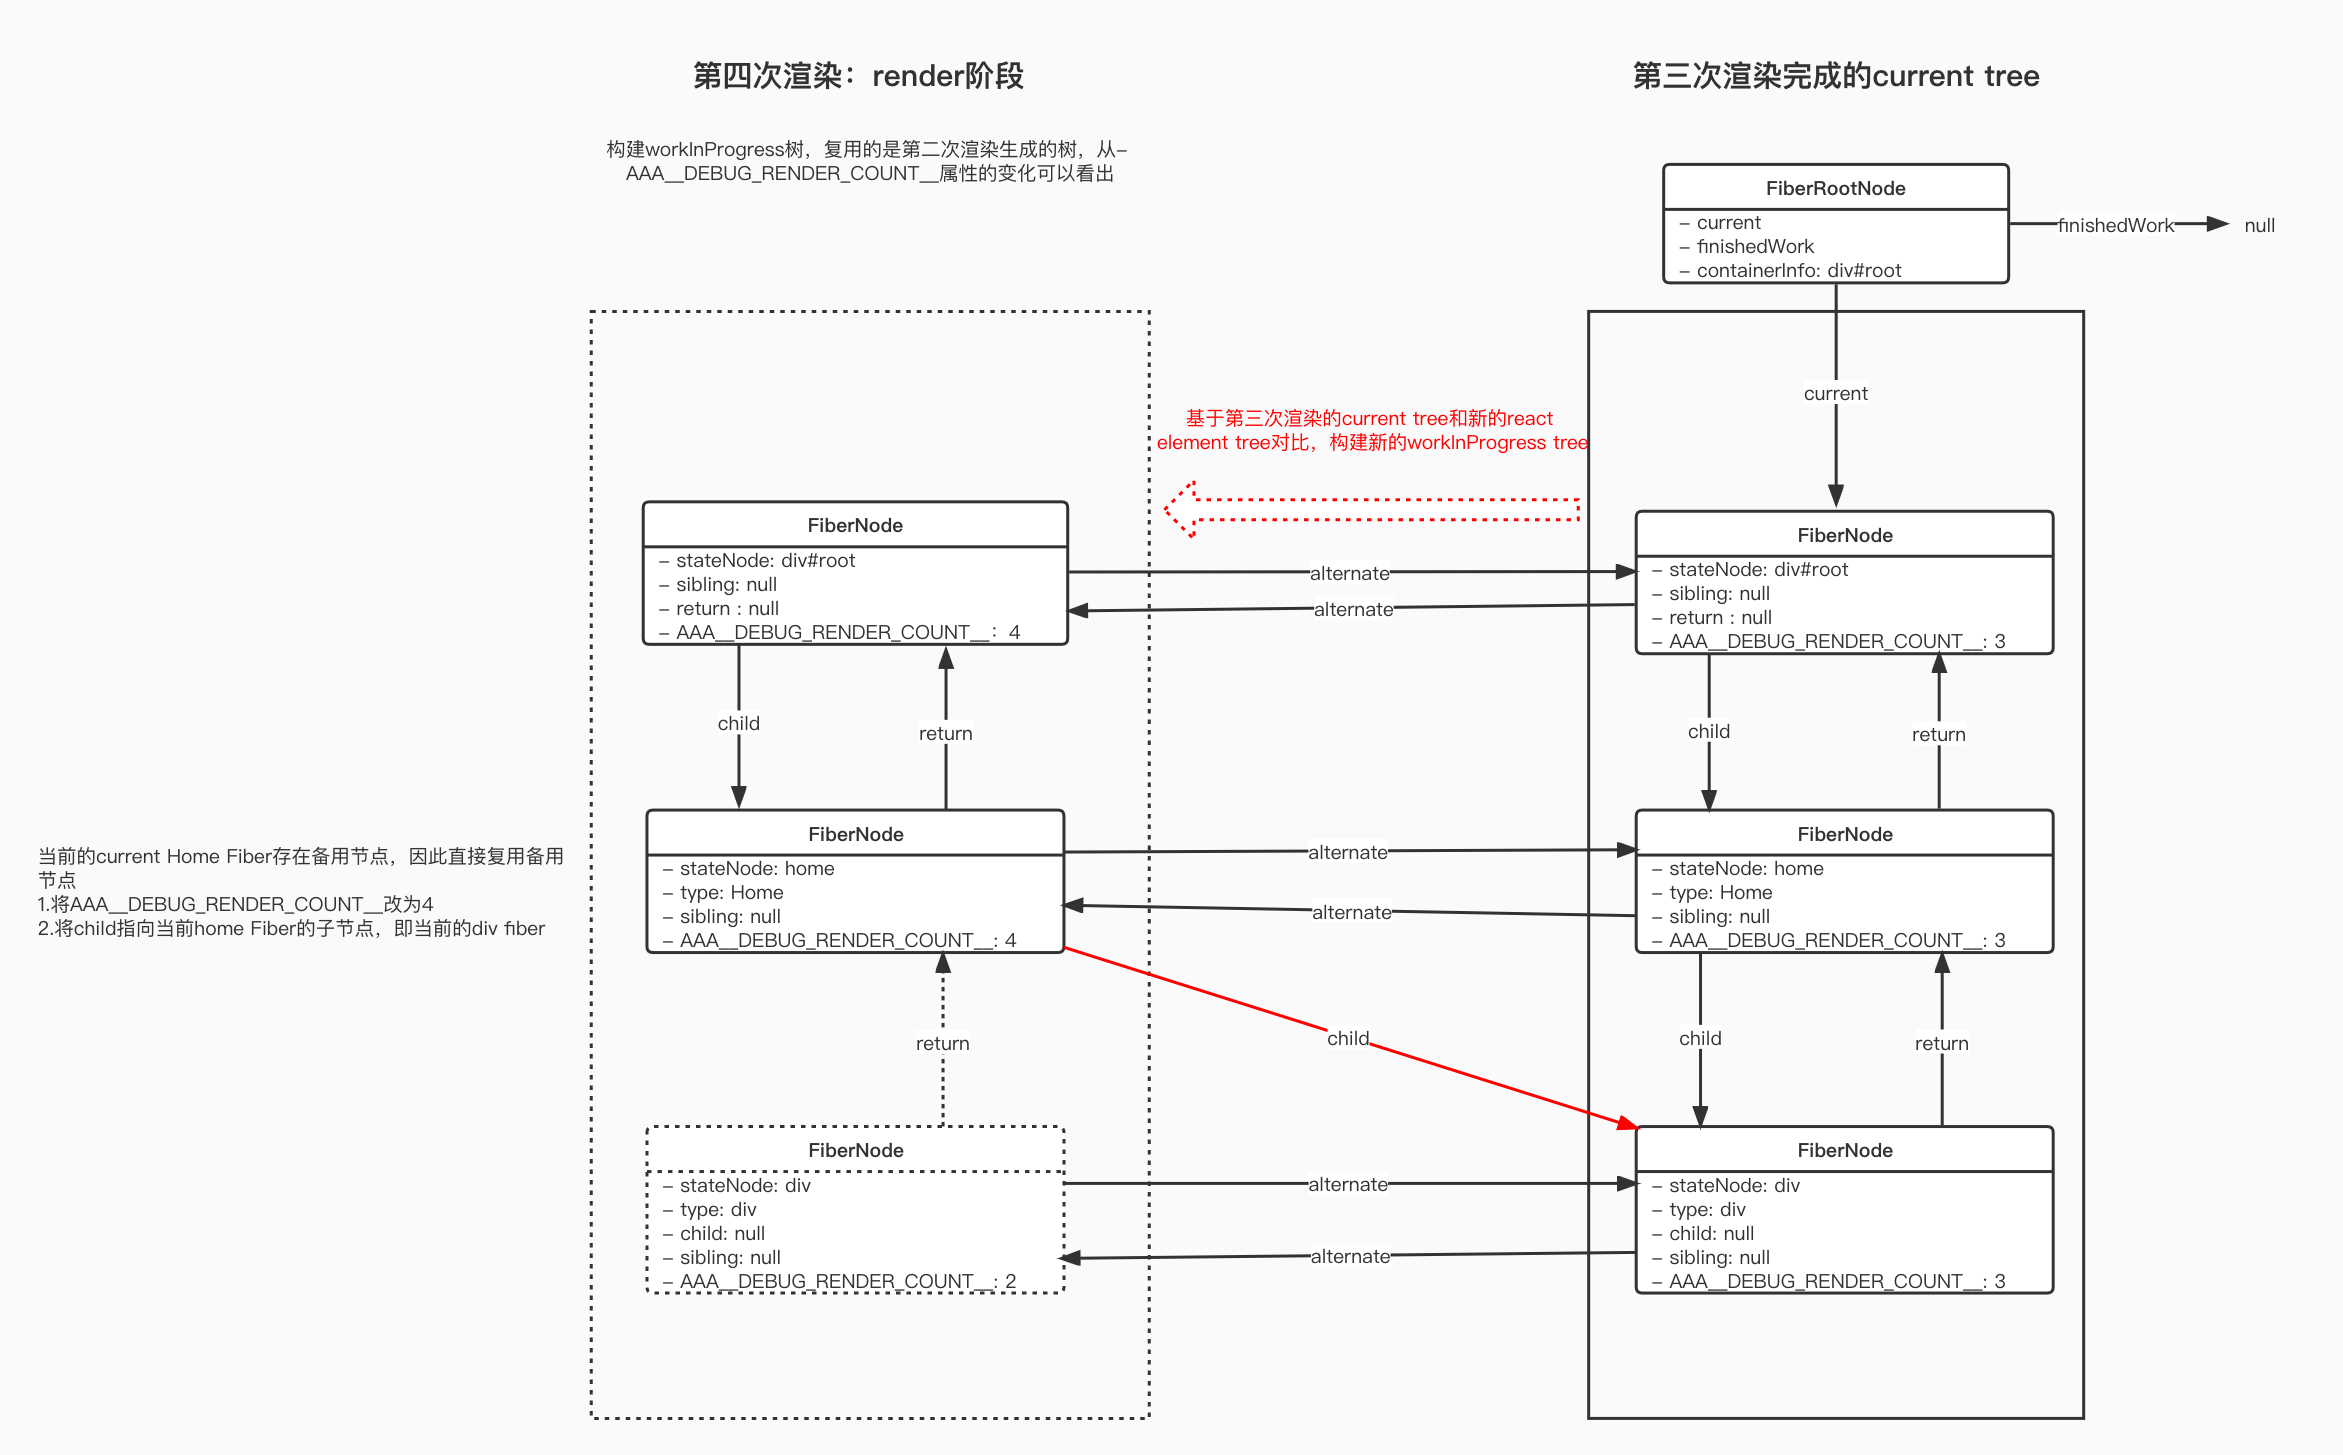 第四次渲染：render阶段
第三次渲染完成的current tree
构建workInProgress树，复用的是第二次渲染生成的树，从-
AAA__DEBUG_RENDER_COUNT__属性的变化可以看出
FiberRootNode
- current
- finishedWork
- containerInfo: div#root
finishedWork
null
current
基于第三次渲染的current tree和新的react
element tree对比，构建新的workInProgress tree
FiberNode
- stateNode: div#root
- sibling: null
- return : null
- AAA__DEBUG_RENDER_COUNT__：4
alternate
alternate
FiberNode
- stateNode: div#root
- sibling: null
- return : null
- AAA__DEBUG_RENDER_COUNT__: 3
child
return
child
return
当前的current Home Fiber存在备用节点，因此直接复用备用
节点
1.将AAA__DEBUG_RENDER_COUNT__改为4
2.将child指向当前home Fiber的子节点，即当前的div fiber
FiberNode
- stateNode: home
- type: Home
- sibling: null
- AAA__DEBUG_RENDER_COUNT__: 4
alternate
alternate
FiberNode
- stateNode: home
- type: Home
- sibling: null
- AAA__DEBUG_RENDER_COUNT__: 3
return
child
child
return
FiberNode
- stateNode: div
- type: div
- child: null
- sibling: null
- AAA__DEBUG_RENDER_COUNT__: 2
alternate
alternate
FiberNode
- stateNode: div
- type: div
- child: null
- sibling: null
- AAA__DEBUG_RENDER_COUNT__: 3